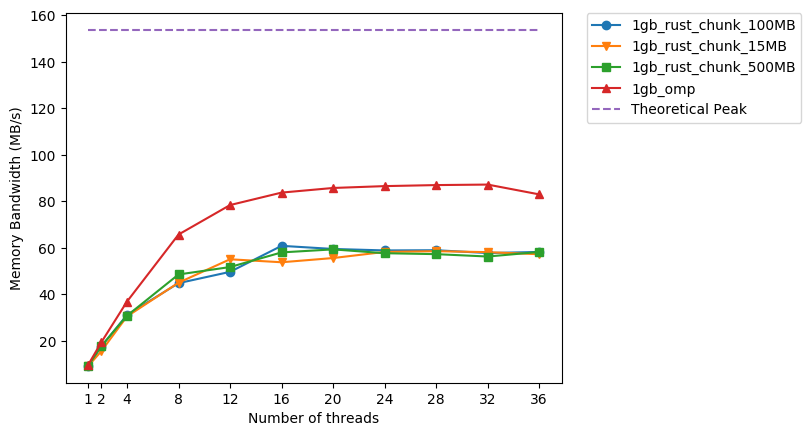 160
140
120
100
80
60
40
20
Memory Bandwidth (MB/s)
1 2 4 8 12 16 20 24 28 32 36
Number of threads
1gb_rust_chunk_100MB
1gb_rust_chunk_15MB
1gb_rust_chunk_500MB
1gb_omp
Theoretical Peak